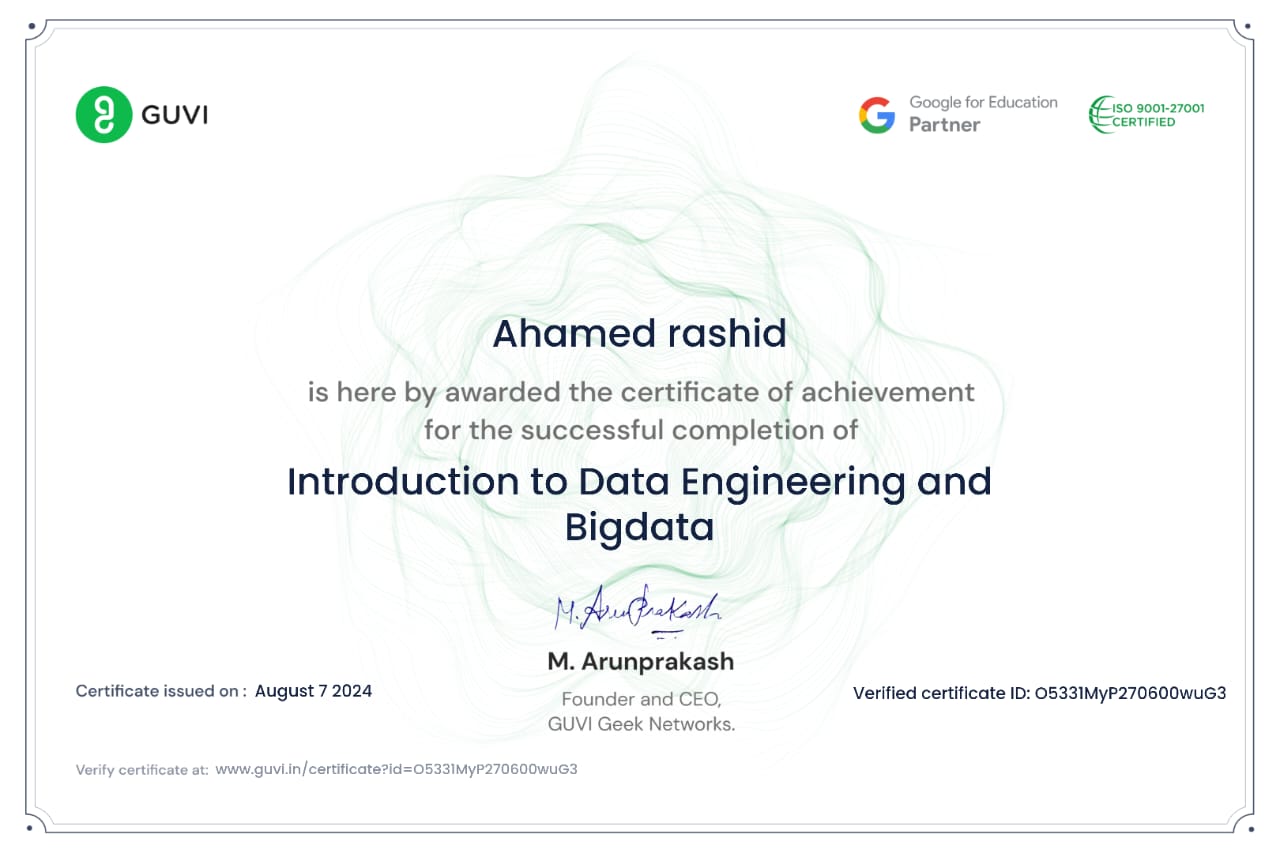 GUVI
Google for Education
Partner
ISO 9001-27001
CERTIFIED
Ahamed rashid
is here by awarded the certificate of achievement
for the successful completion of
Introduction to Data Engineering and
Bigdata
M. Arunprakash
M. Arunprakash
Founder and CEO,
GUVI Geek Networks.
Certificate issued on : August 7 2024
Verified certificate ID: O5331MyP270600wuG3
Verify certificate at: www.guvi.in/certificate?id=O5331MyP270600wuG3